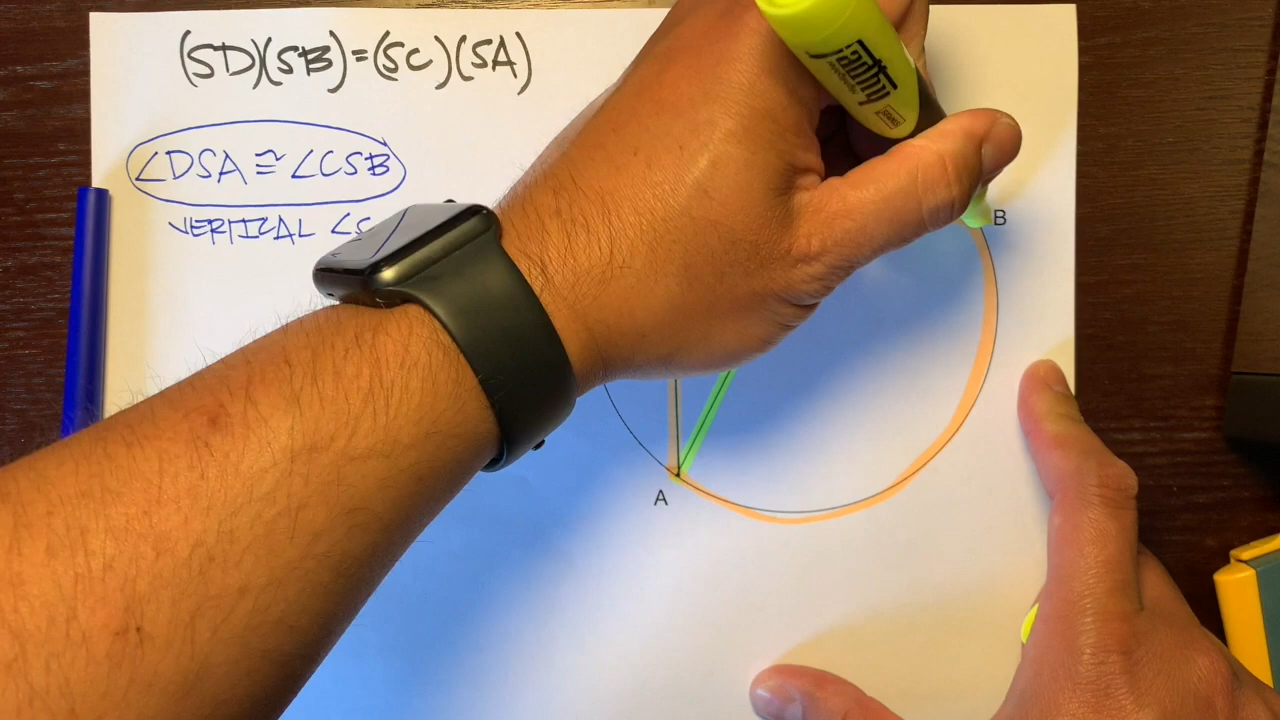 (SD)(SB)=(SC)(SA)
∠DSA ≅ ∠CSB
VERTICAL ∠S
B
A